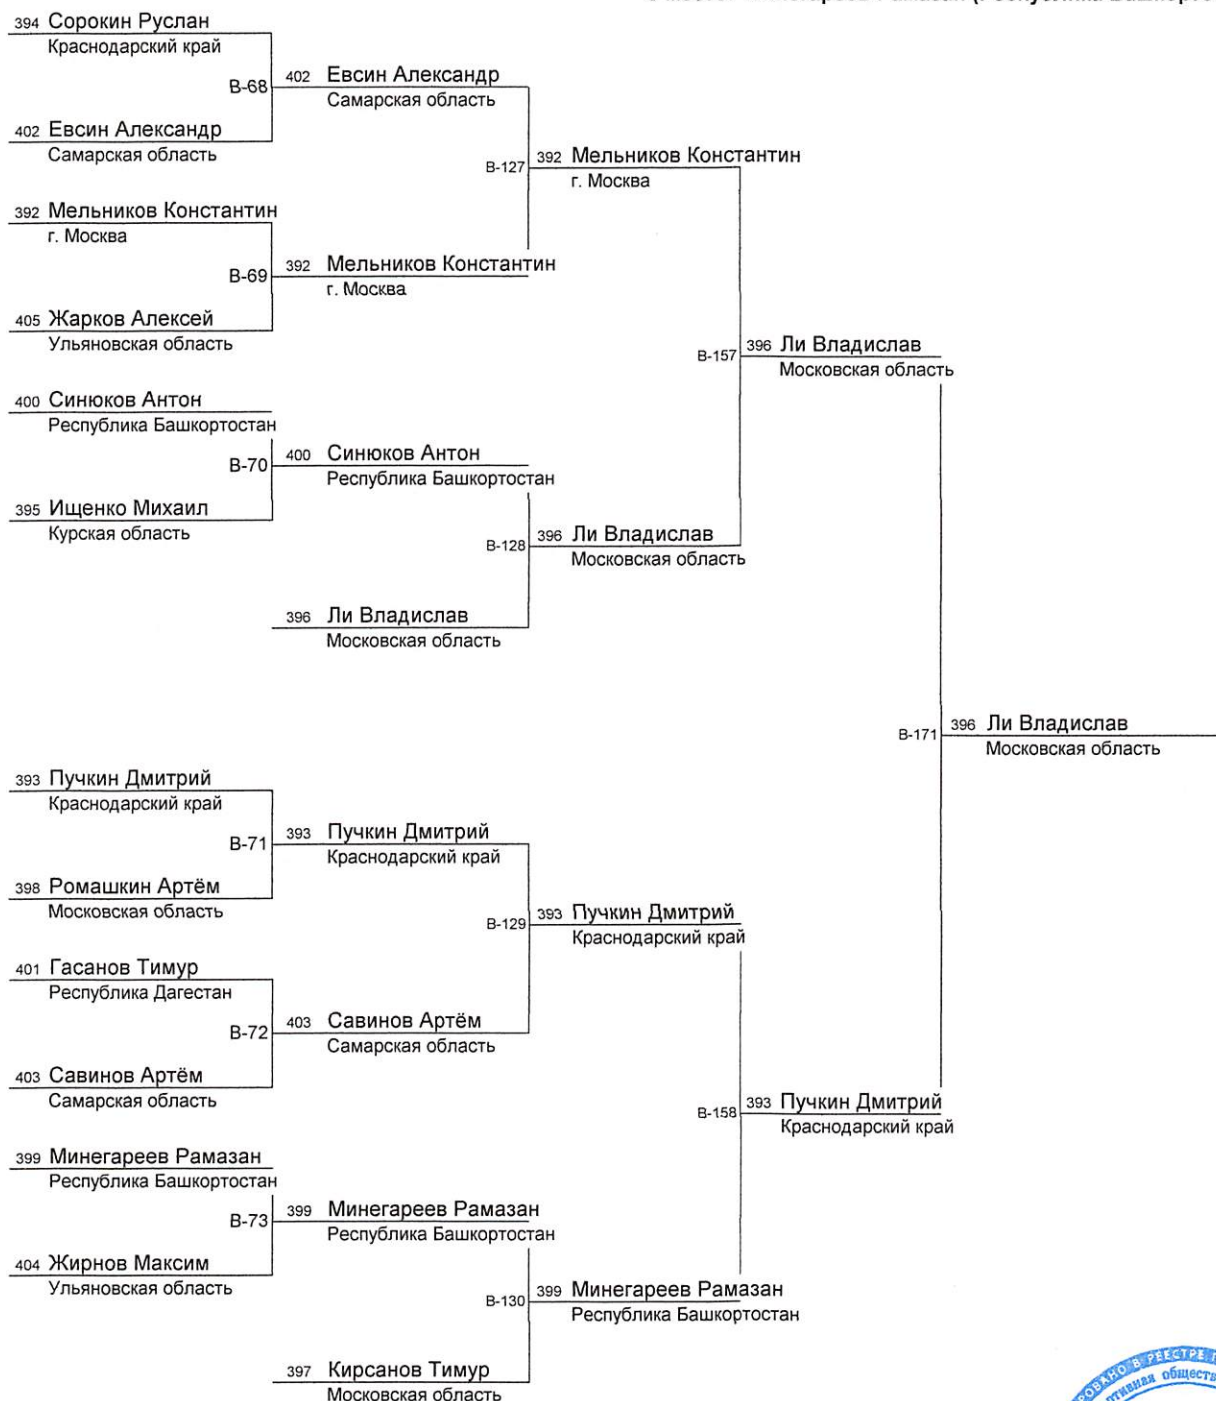 Минегареев Рамазан (Республика
394 Сорокин Руслан
Краснодарский край
B-68
402 Евсин Александр
Самарская область
402 Евсин Александр
Самарская область
B-127
392 Мельников Константин
г. Москва
392 Мельников Константин
г. Москва
B-69
392 Мельников Константин
г. Москва
405 Жарков Алексей
Ульяновская область
B-157
396 Ли Владислав
Московская область
400 Синюков Антон
Республика Башкортостан
B-70
400 Синюков Антон
Республика Башкортостан
395 Ищенко Михаил
Курская область
B-128
396 Ли Владислав
Московская область
396 Ли Владислав
Московская область
B-171
396 Ли Владислав
Московская область
393 Пучкин Дмитрий
Краснодарский край
B-71
393 Пучкин Дмитрий
Краснодарский край
398 Ромашкин Артём
Московская область
B-129
393 Пучкин Дмитрий
Краснодарский край
401 Гасанов Тимур
Республика Дагестан
B-72
403 Савинов Артём
Самарская область
403 Савинов Артём
Самарская область
B-158
393 Пучкин Дмитрий
Краснодарский край
399 Минегареев Рамазан
Республика Башкортостан
B-73
399 Минегареев Рамазан
Республика Башкортостан
404 Жирнов Максим
Ульяновская область
B-130
399 Минегареев Рамазан
Республика Башкортостан
397 Кирсанов Тимур
Московская область
В РЕЕСТРЕ